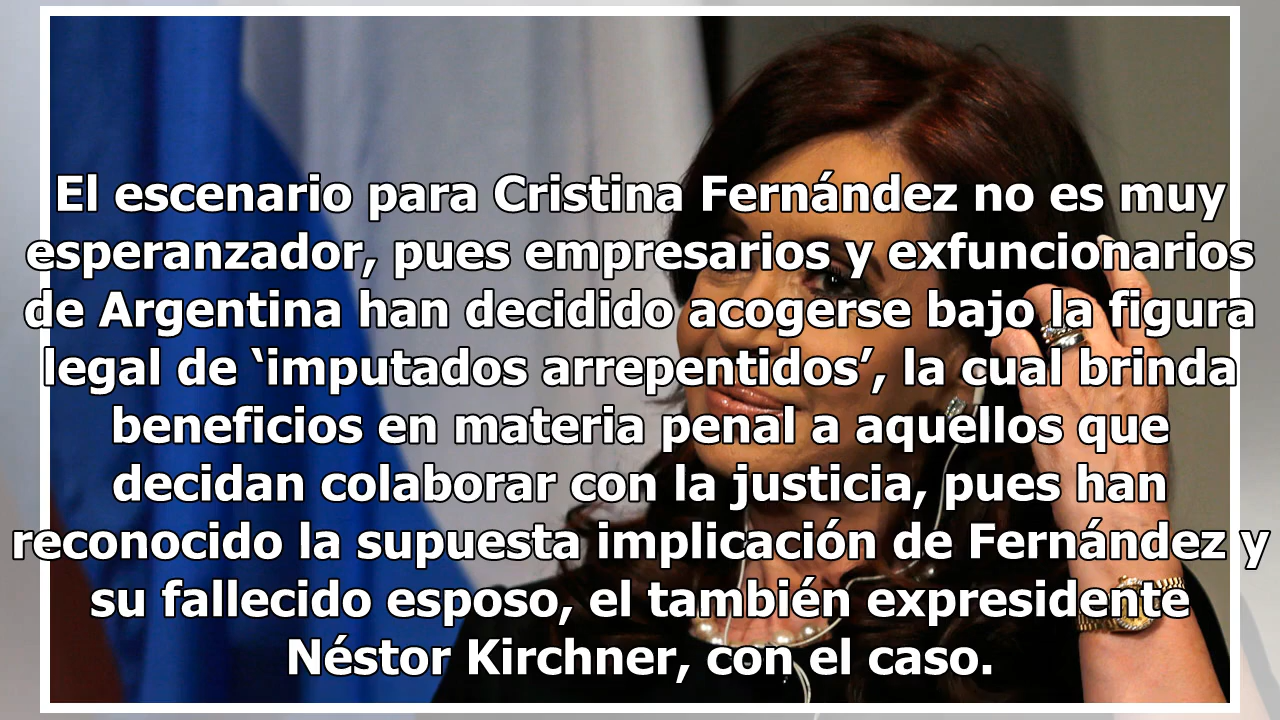 El escenario para Cristina Fernández no es muy
esperanzador, pues empresarios y exfuncionarios
de Argentina han decidido acogerse bajo la figura
legal de ‘imputados arrepentidos’, la cual brinda
beneficios en materia penal a aquellos que
decidan colaborar con la justicia, pues han
reconocido la supuesta implicación de Fernández y
su fallecido esposo, el también expresidente
Néstor Kirchner, con el caso.